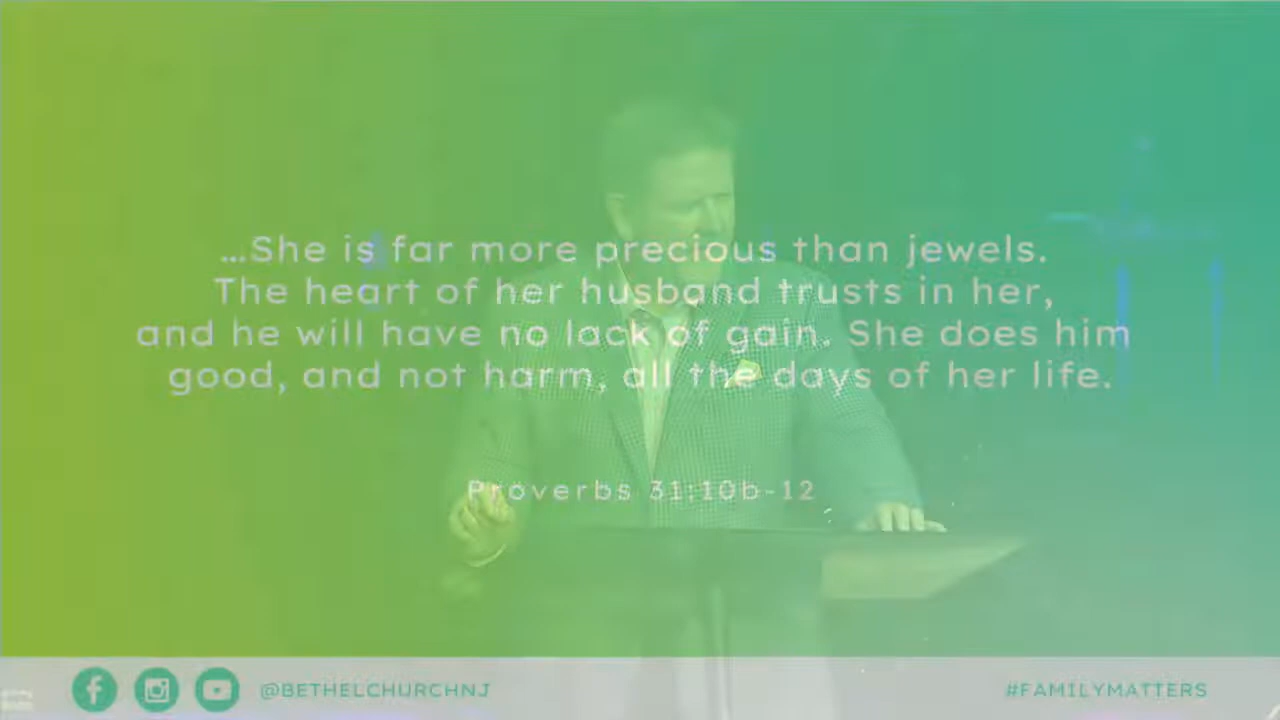 ...She is far more precious than jewels.
The heart of her husband trusts in her,
and he will have no lack of gain. She does him
good, and not harm, all the days of her life.
Proverbs 31:10b-12
@BETHELCHURCHNJ
#FAMILYMATTERS